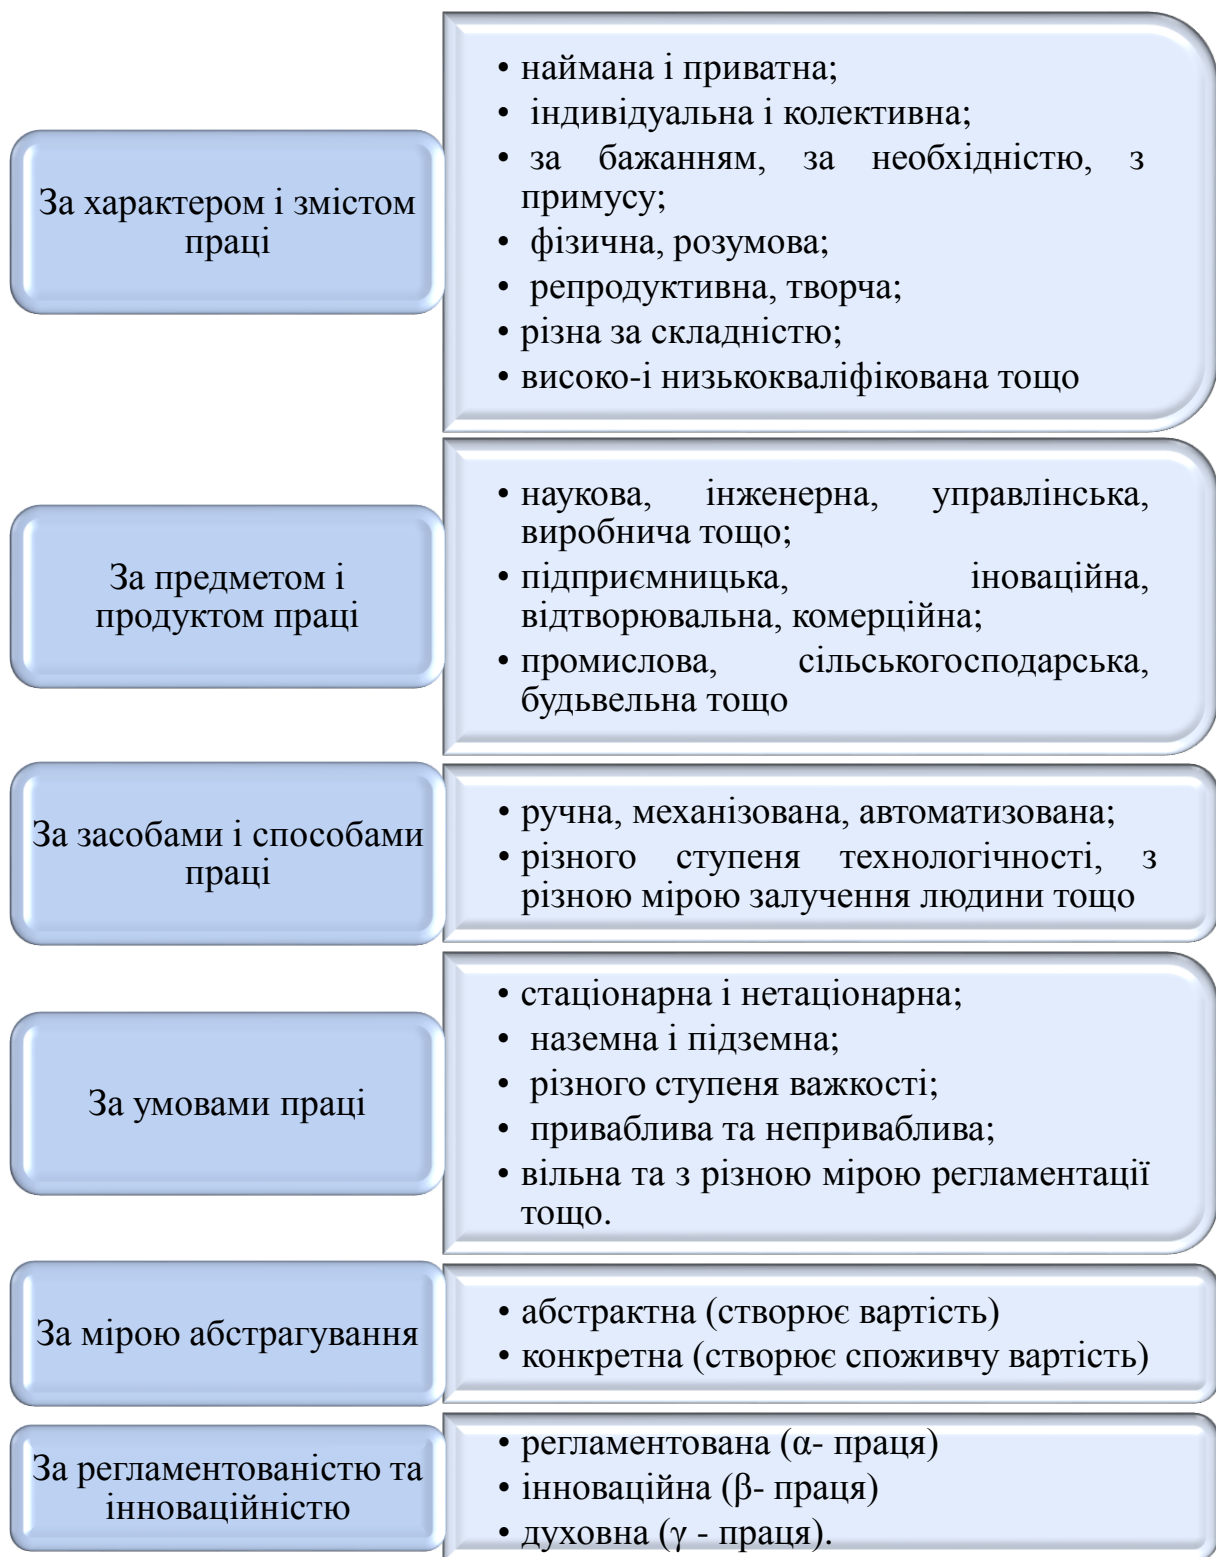 За характером і змістом
праці
• наймана і приватна;
• індивідуальна і колективна;
• за бажанням, за необхідністю, з
примусу;
• фізична, розумова;
• репродуктивна, творча;
• різна за складністю;
• високо-і низькокваліфікована тощо
За предметом і
продуктом праці
• наукова, інженерна, управлінська,
виробнича тощо;
• підприємницька, іноваційна,
відтворювальна, комерційна;
• промислова, сільськогосподарська,
будьвельна тощо
За засобами і способами
праці
• ручна, механізована, автоматизована;
• різного ступеня технологічності, з
різною мірою залучення людини тощо
За умовами праці
• стаціонарна і нетаціонарна;
• наземна і підземна;
• різного ступеня важкості;
• приваблива та неприваблива;
• вільна та з різною мірою регламентації
тощо.
За мірою абстрагування
• абстрактна (створює вартість)
• конкретна (створює споживчу вартість)
За регламентованістю та
інноваційністю
• регламентована (α- праця)
• інноваційна (β- праця)
• духовна (γ - праця).